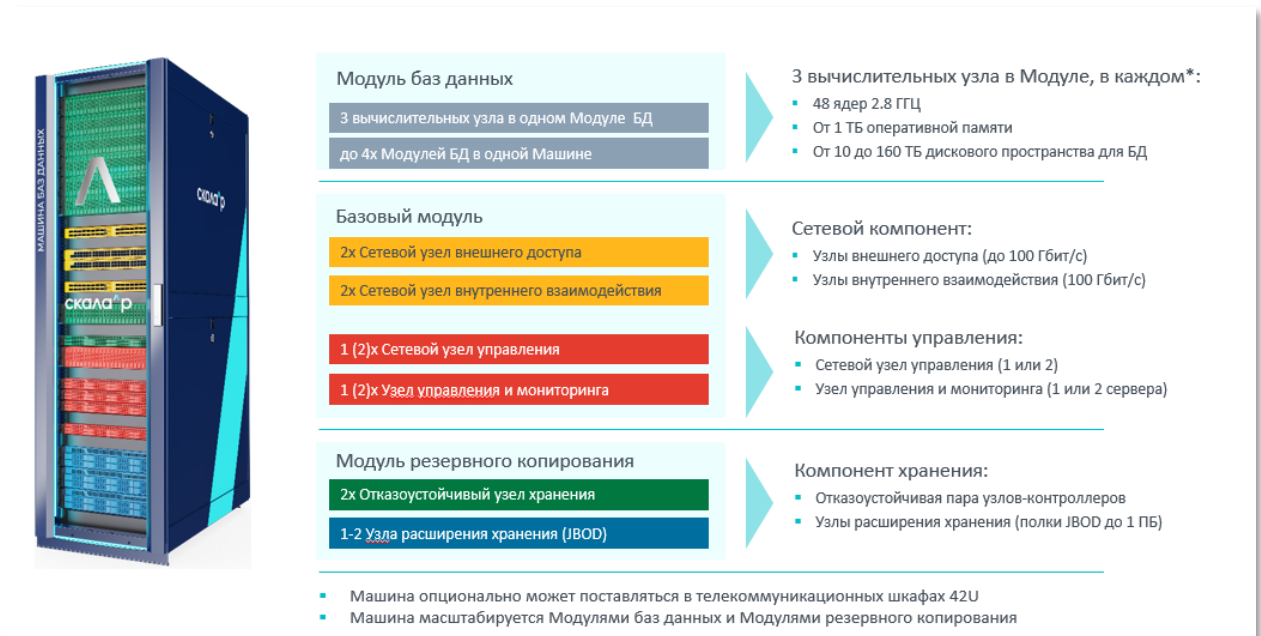 МАШИНА БАЗ ДАННЫХ
скала^р
скала^р
Модуль баз данных
3 вычислительных узла в одном Модуле БД
до 4х Модулей БД в одной Машине
3 вычислительных узла в Модуле, в каждом*:
▪ 48 ядер 2.8 ГГЦ
▪ От 1 ТБ оперативной памяти
▪ От 10 до 160 ТБ дискового пространства для БД
Базовый модуль
2х Сетевой узел внешнего доступа
2х Сетевой узел внутреннего взаимодействия
1 (2)х Сетевой узел управления
1 (2)х Узел управления и мониторинга
Сетевой компонент:
▪ Узлы внешнего доступа (до 100 Гбит/с)
▪ Узлы внутреннего взаимодействия (100 Гбит/с)
Компоненты управления:
▪ Сетевой узел управления (1 или 2)
▪ Узел управления и мониторинга (1 или 2 сервера)
Модуль резервного копирования
2х Отказоустойчивый узел хранения
1-2 Узла расширения хранения (JBOD)
Компонент хранения:
▪ Отказоустойчивая пара узлов-контроллеров
▪ Узлы расширения хранения (полки JBOD до 1 ПБ)
▪ Машина опционально может поставляться в телекоммуникационных шкафах 42U
▪ Машина масштабируется Модулями баз данных и Модулями резервного копирования